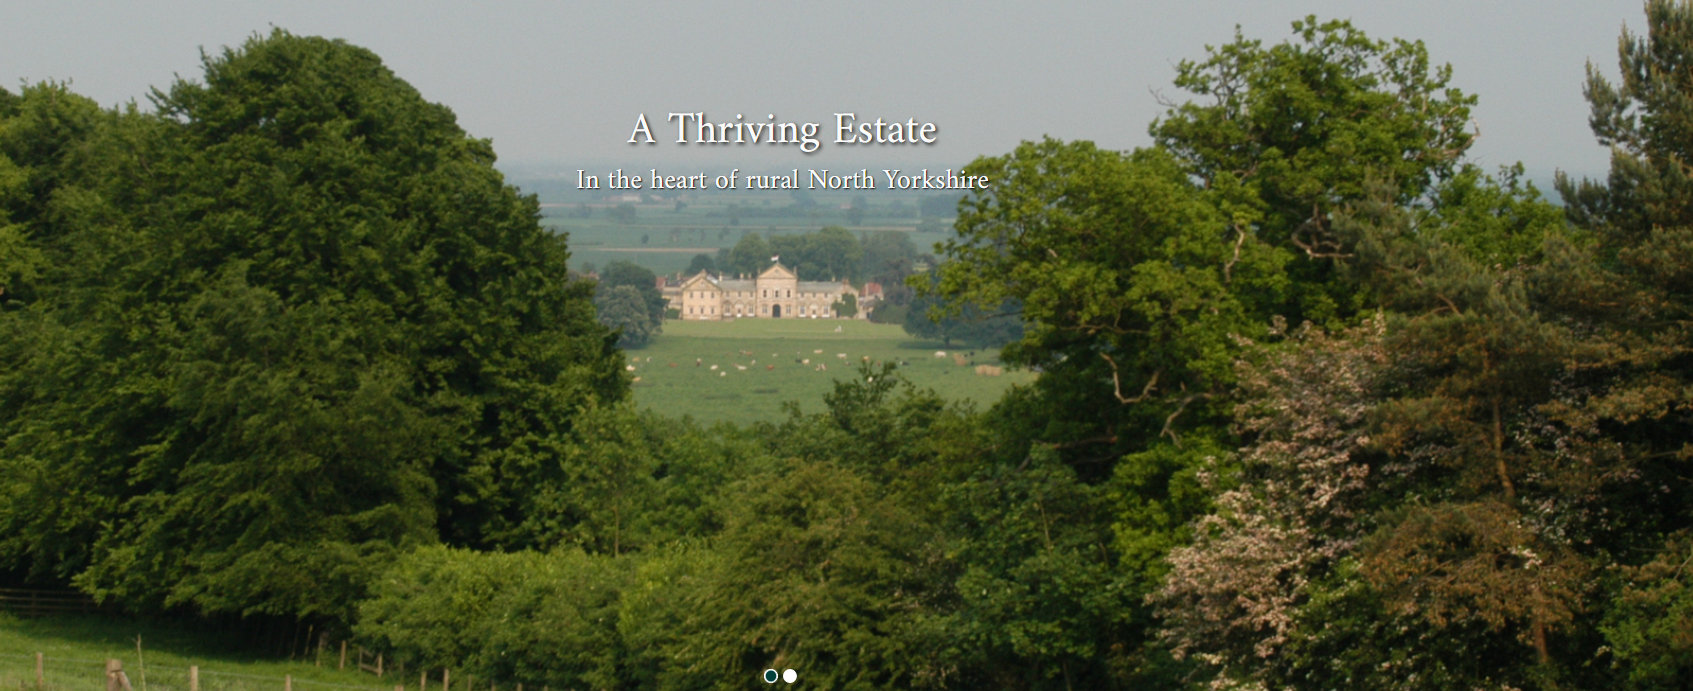 A Thriving Estate
In the heart of rural North Yorkshire